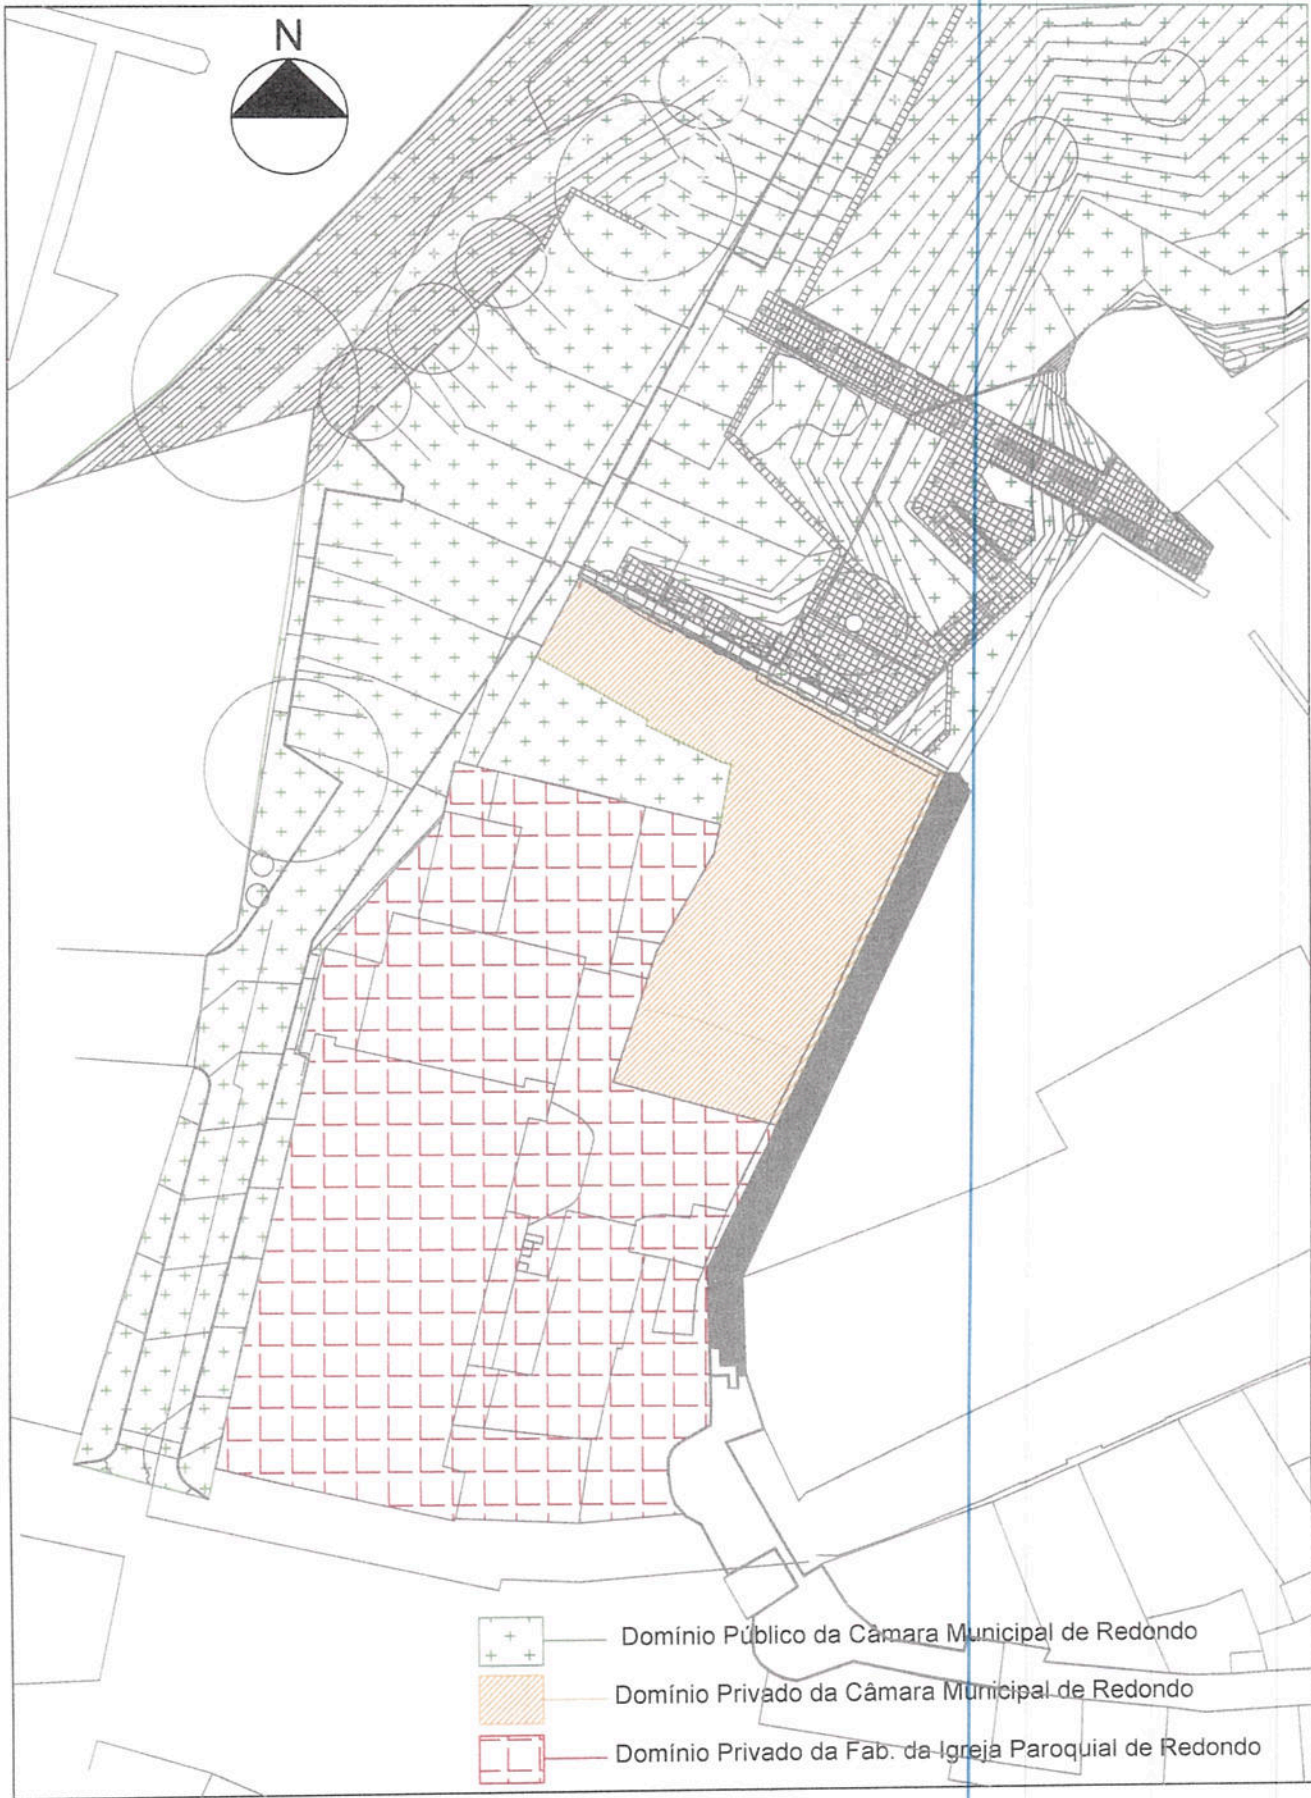 N
Domínio Público da Câmara Municipal de Redondo
Domínio Privado da Câmara Municipal de Redondo
Domínio Privado da Fab. da Igreja Paroquial de Redondo